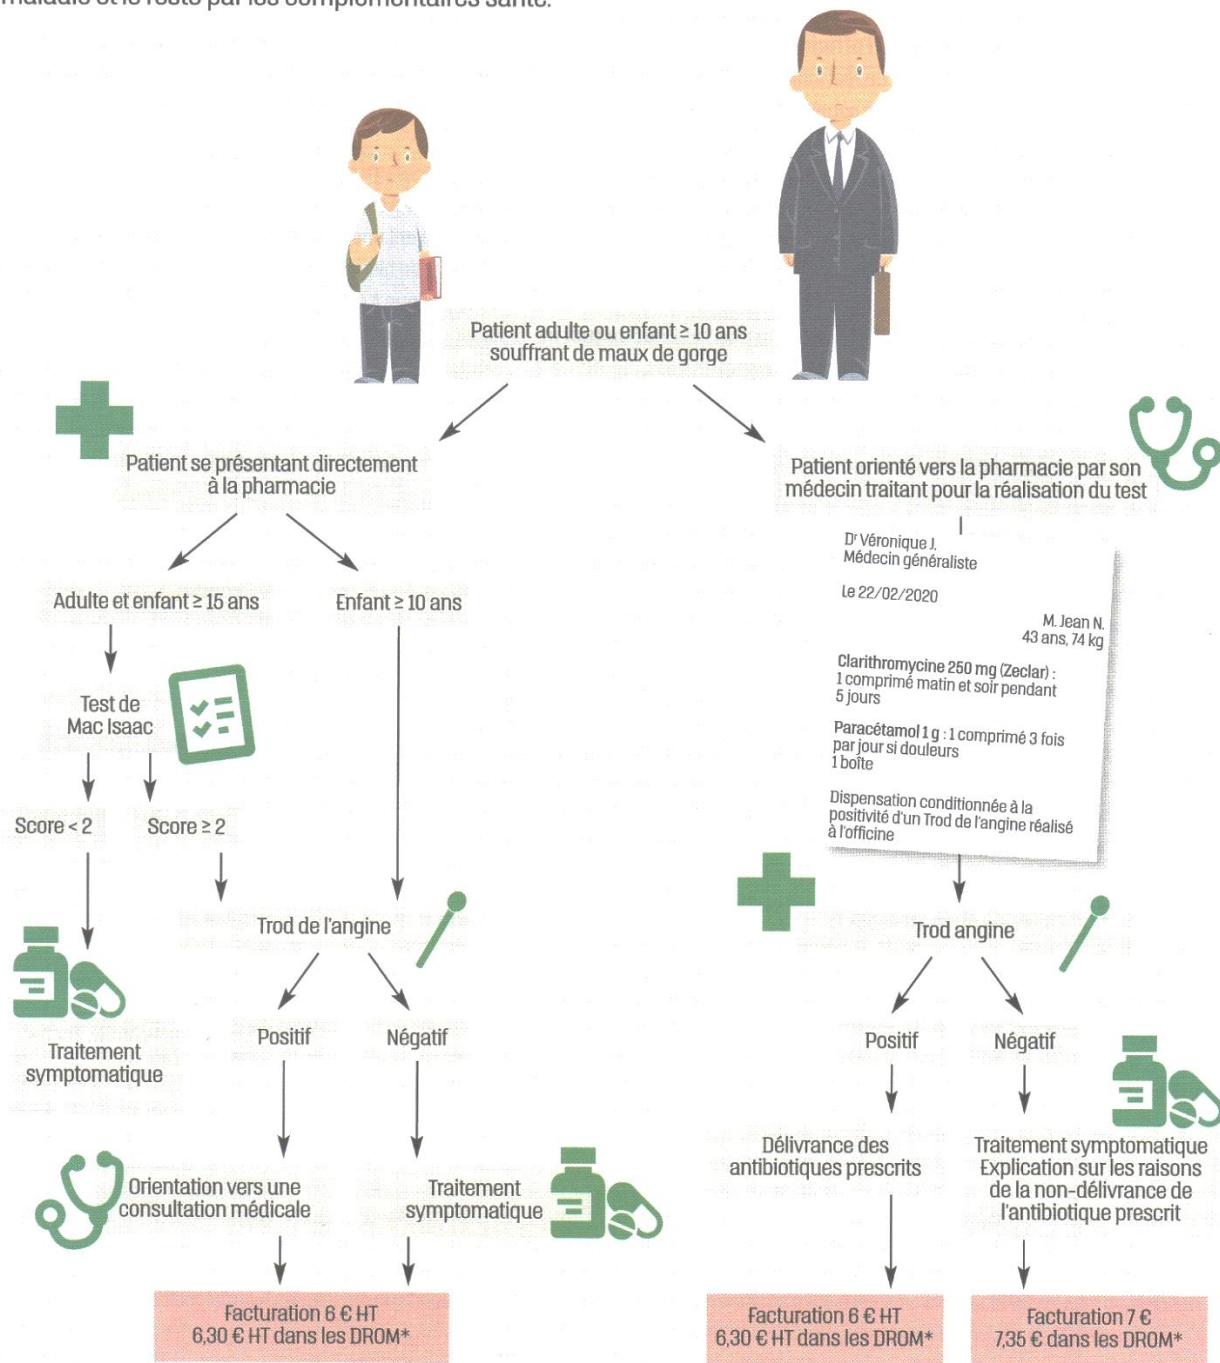 maladie et le reste par les complémentaires santé.
Patient adulte ou enfant ≥ 10 ans
souffrant de maux de gorge
Patient se présentant directement
à la pharmacie
Patient orienté vers la pharmacie par son
médecin traitant pour la réalisation du test
Dr Véronique J.
Médecin généraliste
Le 22/02/2020
M. Jean N.
43 ans, 74 kg
Clarithromycine 250 mg (Zeclar) :
1 comprimé matin et soir pendant
5 jours
Paracétamol 1 g : 1 comprimé 3 fois
par jour si douleurs
1 boîte
Dispensation conditionnée à la
positivité d'un Trod de l'angine réalisé
à l'officine
Adulte et enfant ≥ 15 ans
Enfant ≥ 10 ans
Test de
Mac Isaac
Score < 2
Score ≥ 2
Trod de l'angine
Trod angine
Positif
Négatif
Positif
Négatif
Traitement
symptomatique
Orientation vers une
consultation médicale
Traitement
symptomatique
Délivrance des
antibiotiques prescrits
Traitement symptomatique
Explication sur les raisons
de la non-délivrance de
l'antibiotique prescrit
Facturation 6 € HT
6,30 € HT dans les DROM*
Facturation 6 € HT
6,30 € HT dans les DROM*
Facturation 7 €
7,35 € dans les DROM*